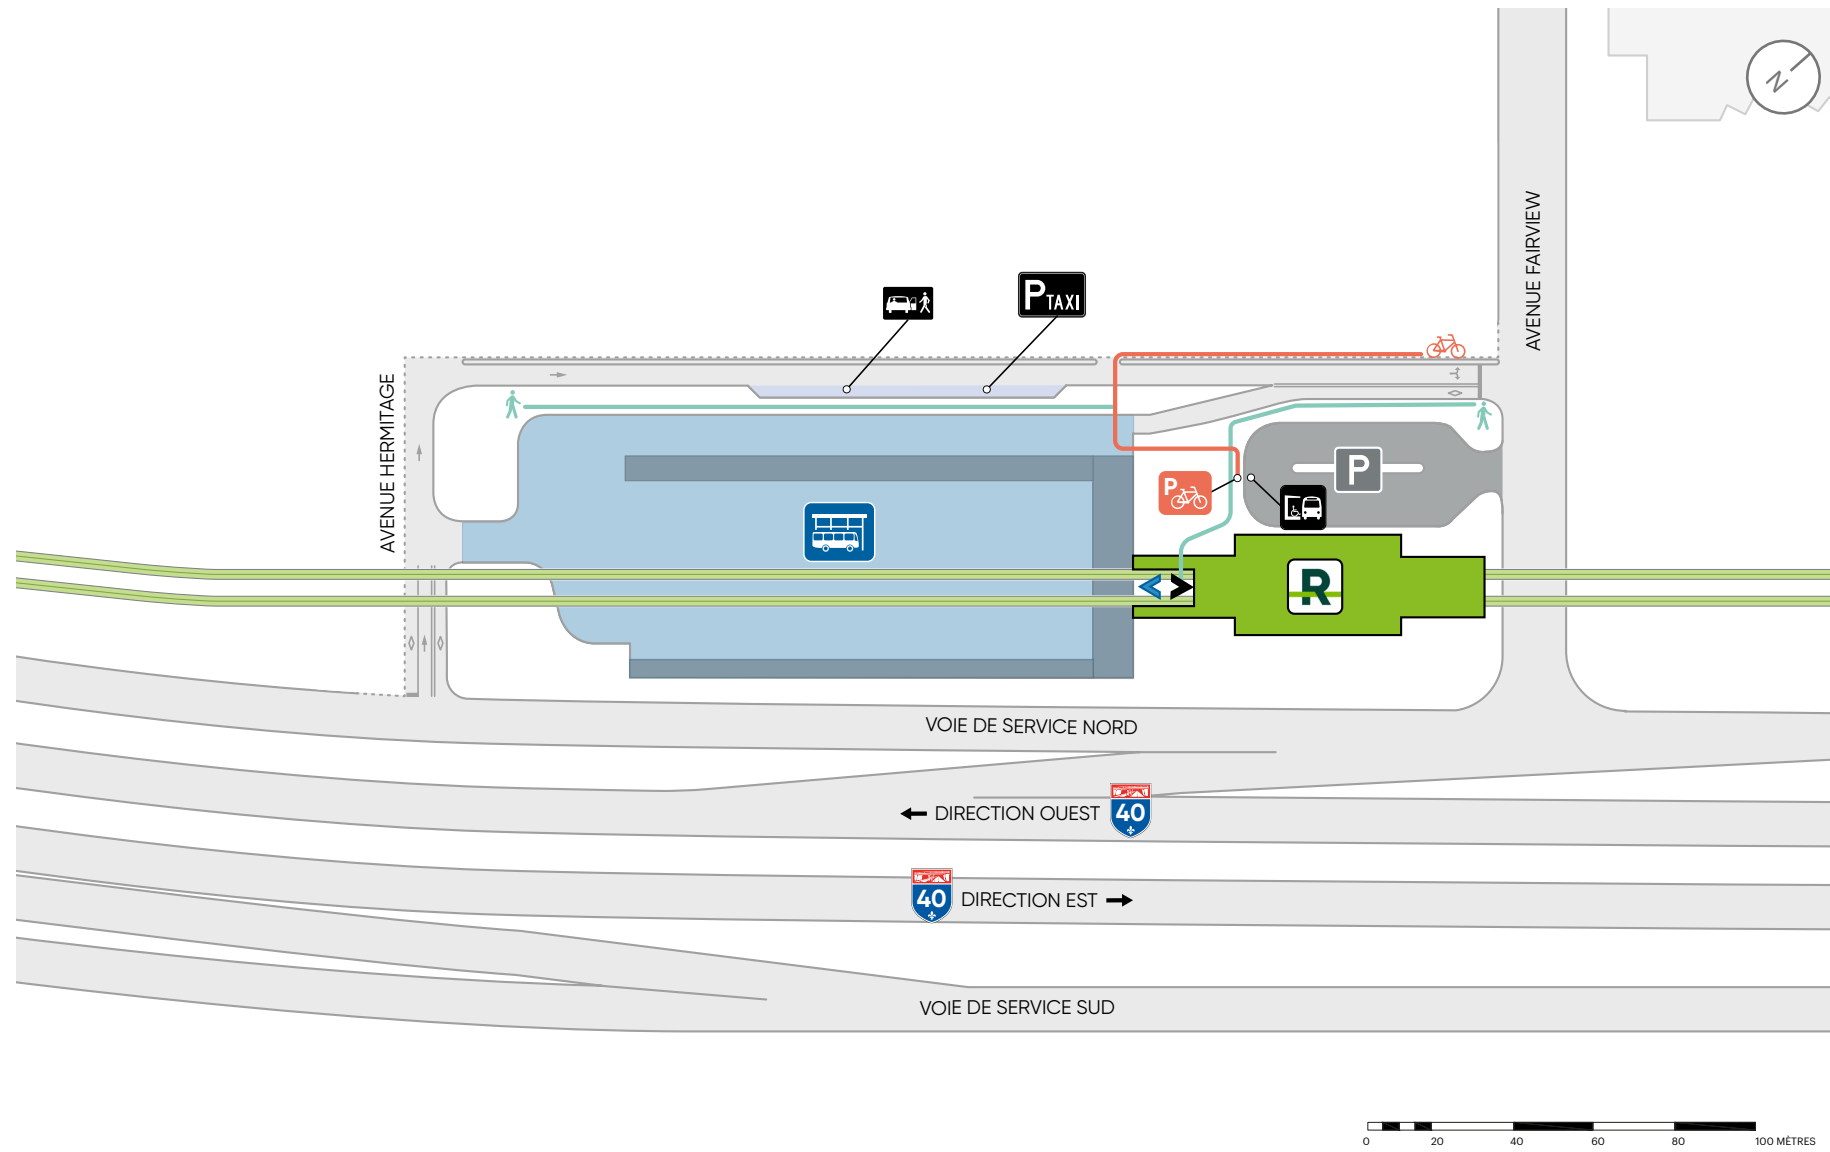 N
AVENUE FAIRVIEW
P TAXI
AVENUE HERMITAGE
P
P
R
VOIE DE SERVICE NORD
DIRECTION OUEST
40
40
DIRECTION EST
VOIE DE SERVICE SUD
0 20 40 60 80 100 MÈTRES